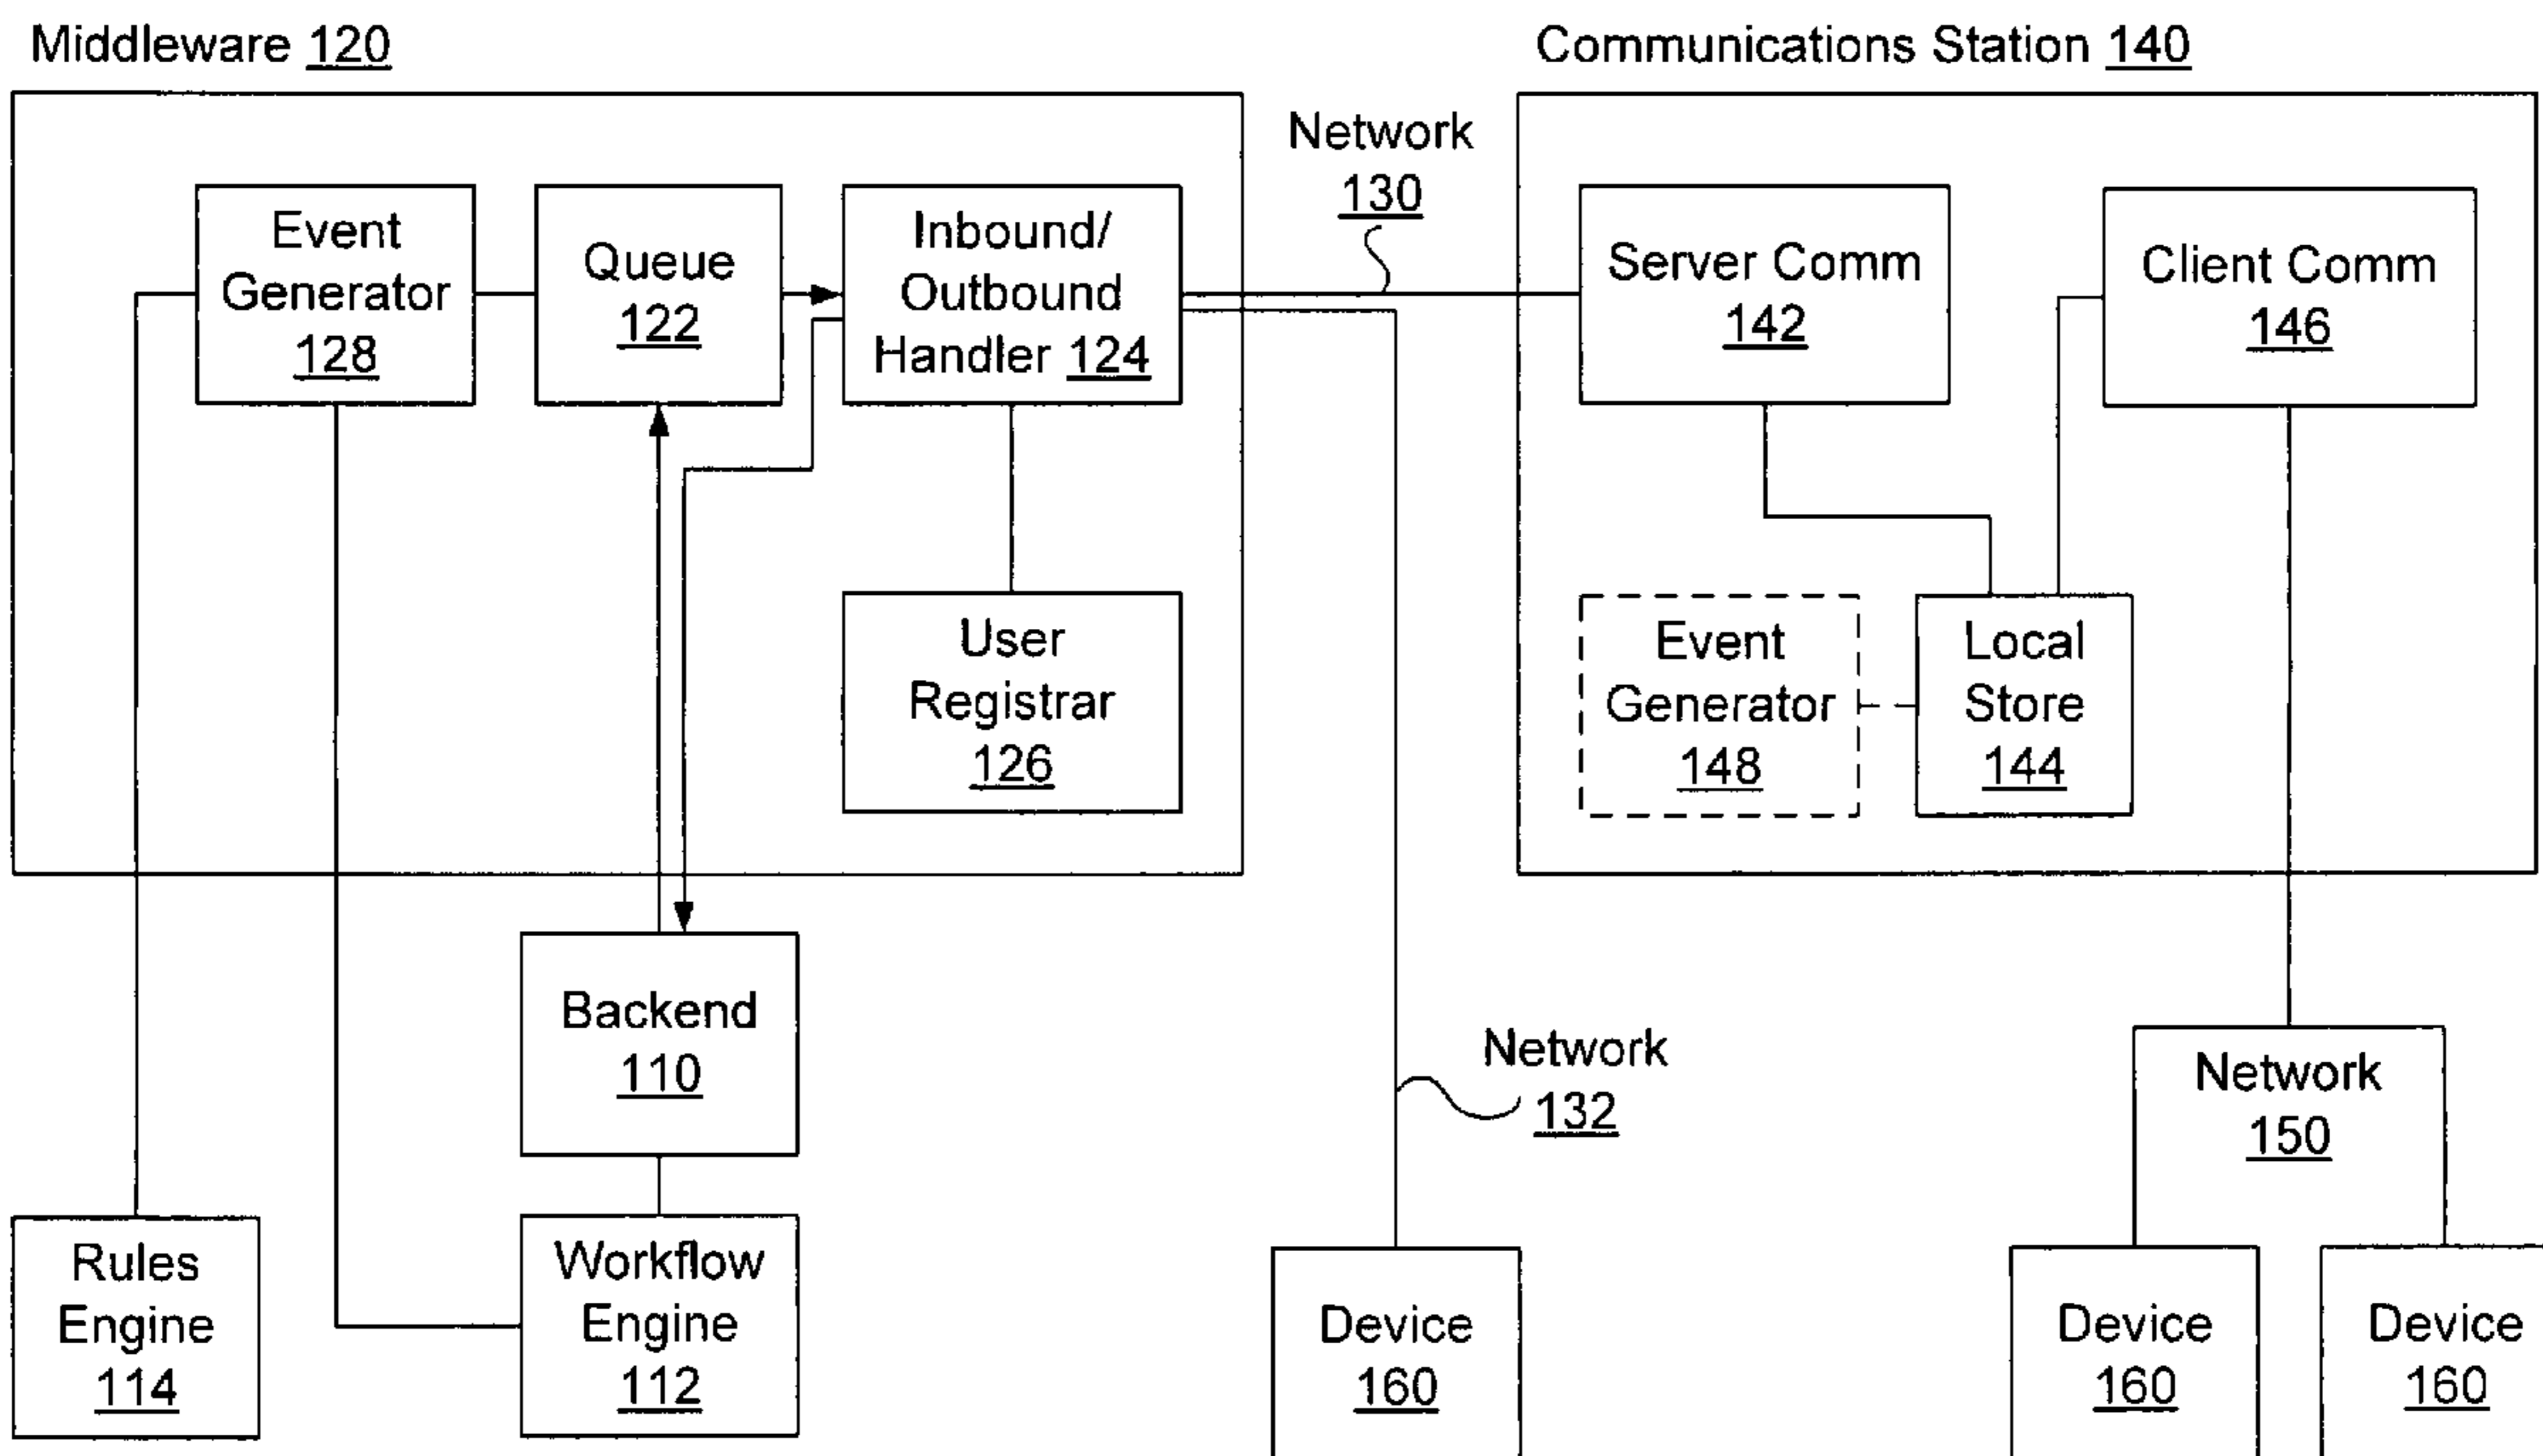 Middleware 120
Communications Station 140
Network
130
Event
Generator
128
Queue
122
Inbound/
Outbound
Handler 124
Server Comm
142
Client Comm
146
User
Registrar
126
Event
Generator
148
Local
Store
144
Backend
110
Network
132
Network
150
Rules
Engine
114
Workflow
Engine
112
Device
160
Device
160
Device
160